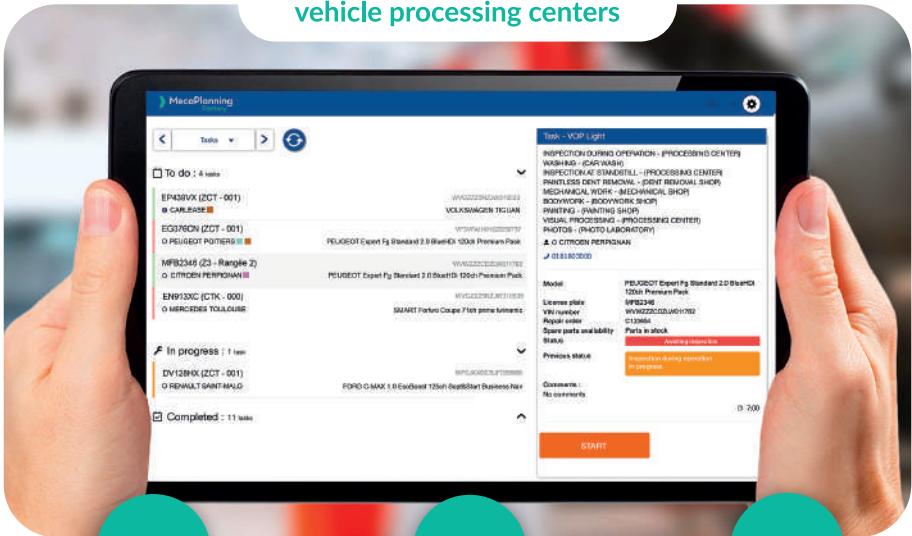 vehicle processing centers
MecaPlanning
Factory
Tasks
Task - VOP Light
To do : 4 tasks
EP438VX (ZCT - 001)
CARLEASE
VOLKSWAGEN TIGUAN
EG376CN (ZCT - 001)
O PEUGEOT POITIERS
PEUGEOT Expert Fg Standard 2.0 BlueHDi 120ch Premium Pack
MFB2346 (Z3 - Rangée 2)
O CITROEN PERPIGNAN
PEUGEOT Expert Fg Standard 2.0 BlueHDi 120ch Premium Pack
EN913XC (CTK - 000)
O MERCEDES TOULOUSE
SMART Fortwo Coupe 71ch prime twinamic
In progress : 1 task
DV128HX (ZCT - 001)
O RENAULT SAINT-MALO
FORD C-MAX 1.0 EcoBoost 125ch Stop&Start Business Nav
Completed : 11 tasks
INSPECTION DURING OPERATION - (PROCESSING CENTER)
WASHING - (CAR WASH)
INSPECTION AT STANDSTILL - (PROCESSING CENTER)
PAINTLESS DENT REMOVAL - (DENT REMOVAL SHOP)
MECHANICAL WORK - (MECHANICAL SHOP)
BODYWORK - (BODYWORK SHOP)
PAINTING - (PAINTING SHOP)
VISUAL PROCESSING - (PROCESSING CENTER)
PHOTOS - (PHOTO LABORATORY)
O CITROEN PERPIGNAN
0181803000
Model PEUGEOT Expert Fg Standard 2.0 BlueHDi
120ch Premium Pack
License plate MFB2346
VIN number
Repair order C123654
Spare parts availability Parts in stock
Status Awaiting inspection
Previous status Inspection during operation
in progress
Comments :
No comments
7:00
START